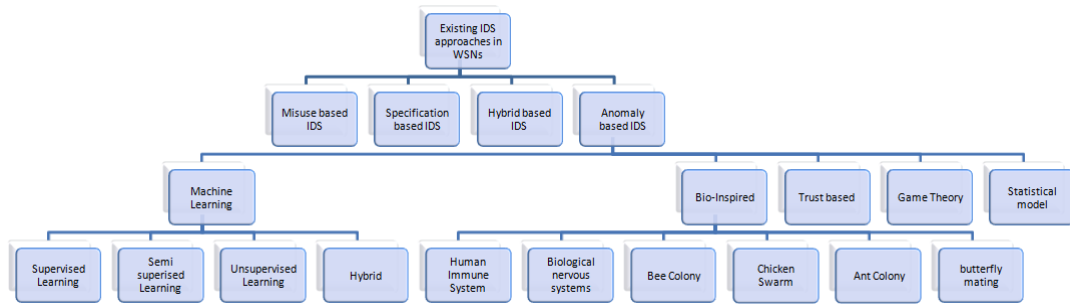 Existing IDS
approaches in
WSNs
Misuse based
IDS
Specification
based IDS
Hybrid based
IDS
Anomaly
based IDS
Machine
Learning
Bio-Inspired
Trust based
Game Theory
Statistical
model
Supervised
Learning
Semi
superised
Learning
Unsupervised
Learning
Hybrid
Human
Immune
System
Biological
nervous
systems
Bee Colony
Chicken
Swarm
Ant Colony
butterfly
mating